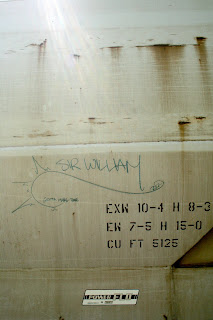 SIR WILLIAM
EXW 10-4 H 8-3
EW 7-5 H 15-0
CU FT 5125